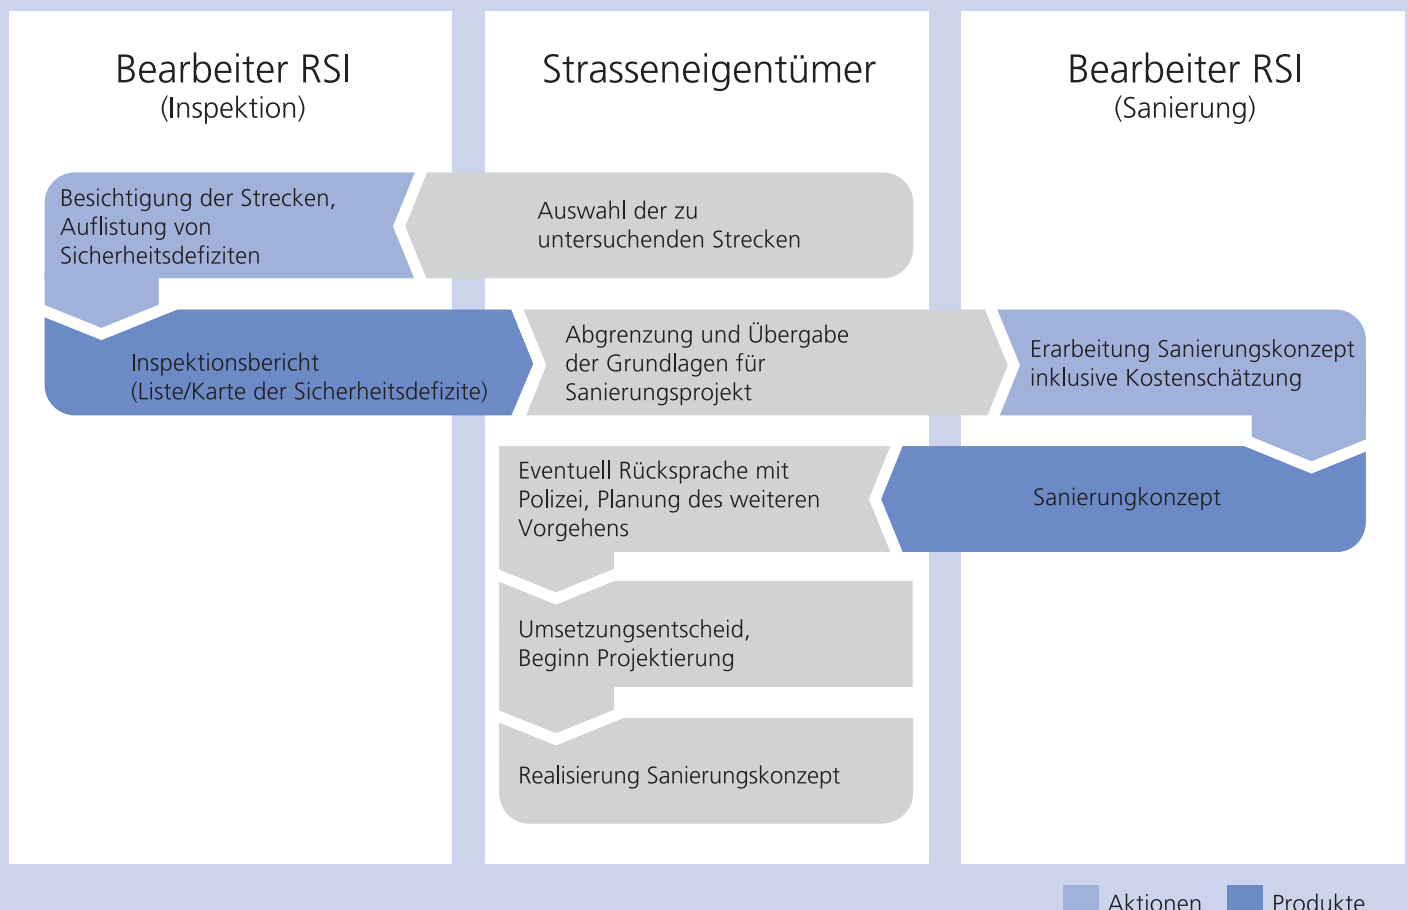 Bearbeiter RSI
(Inspektion)
Strasseneigentümer
Bearbeiter RSI
(Sanierung)
Besichtigung der Strecken,
Auflistung von
Sicherheitsdefiziten
Auswahl der zu
untersuchenden Strecken
Inspektionsbericht
(Liste/Karte der Sicherheitsdefizite)
Abgrenzung und Übergabe
der Grundlagen für
Sanierungsprojekt
Erarbeitung Sanierungskonzept
inklusive Kostenschätzung
Eventuell Rücksprache mit
Polizei, Planung des weiteren
Vorgehens
Sanierungkonzept
Umsetzungsentscheid,
Beginn Projektierung
Realisierung Sanierungskonzept
Aktionen
Produkte